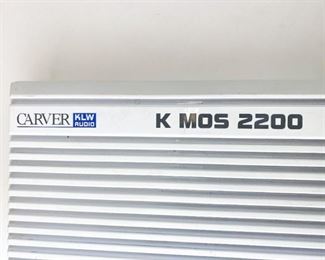 CARVER KLW AUDIO K MOS 2200